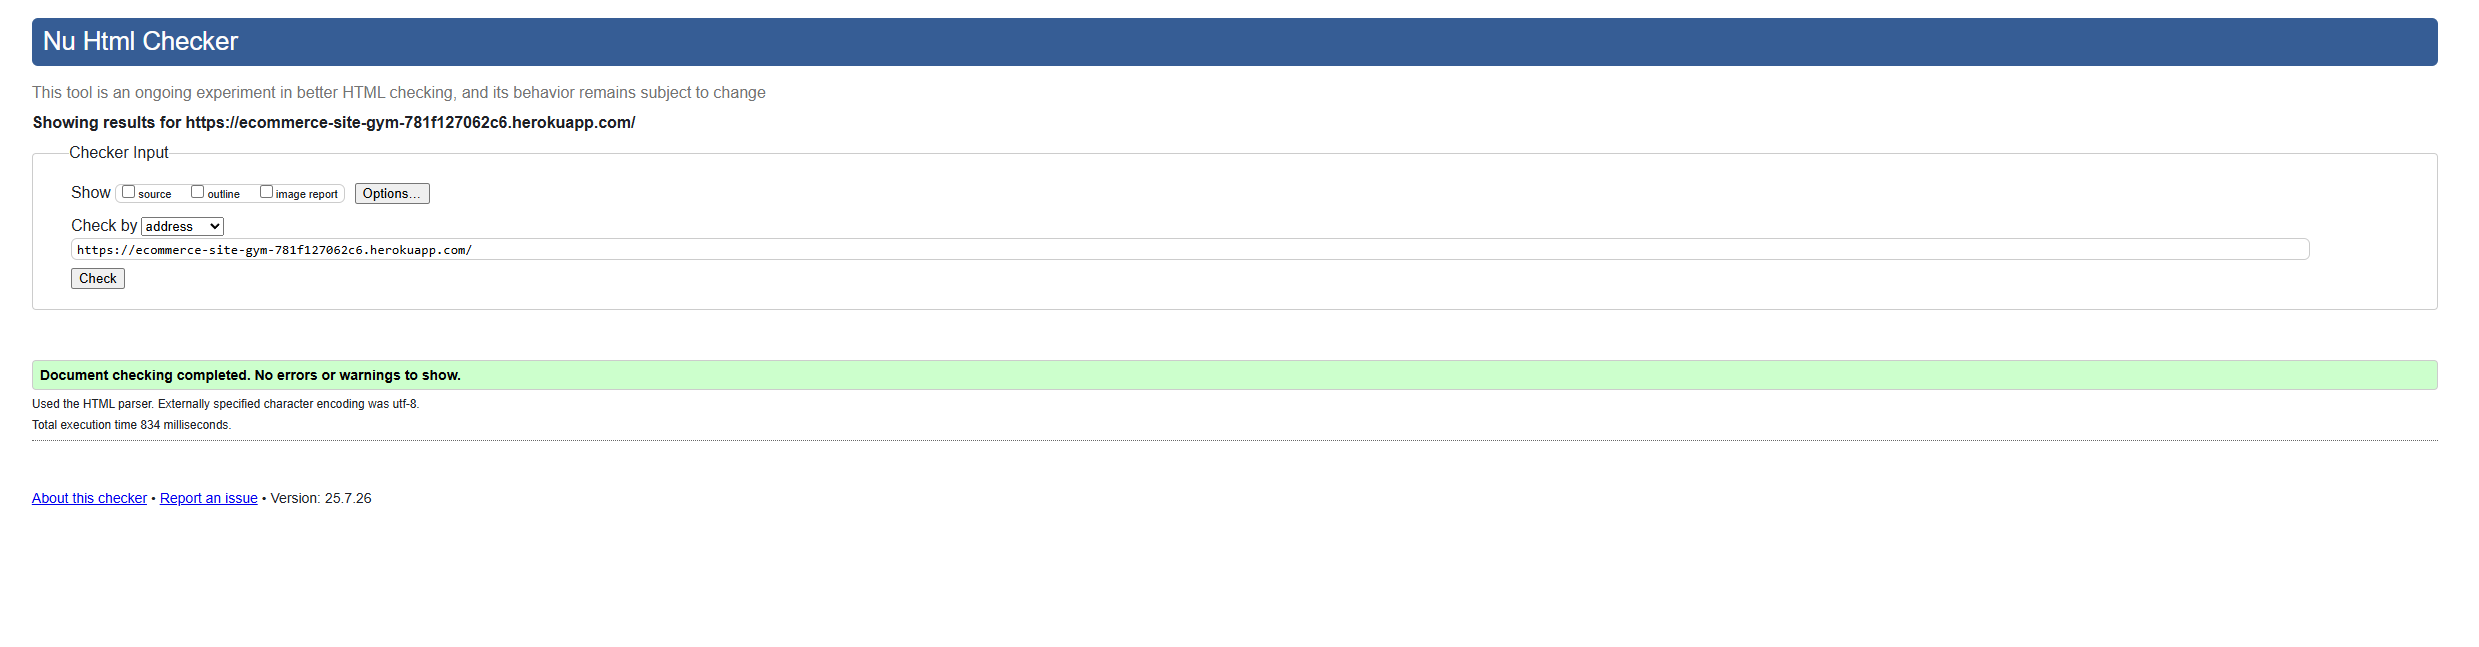 Nu Html Checker
This tool is an ongoing experiment in better HTML checking, and its behavior remains subject to change
Showing results for https://ecommerce-site-gym-781f127062c6.herokuapp.com/
Checker Input
Show source outline image report Options...
Check by address
https://ecommerce-site-gym-781f127062c6.herokuapp.com/
Check
Document checking completed. No errors or warnings to show.
Used the HTML parser. Externally specified character encoding was utf-8.
Total execution time 834 milliseconds.
About this checker • Report an issue • Version: 25.7.26